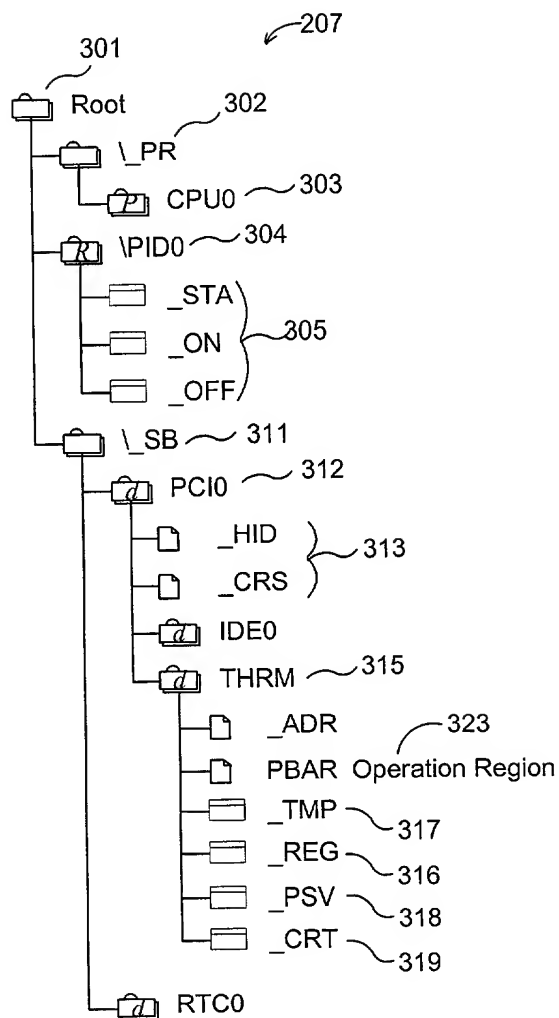 207
301
Root
\_PR 302
P CPU0 303
R \PID0 304
_STA
_ON 305
_OFF
\_SB 311
d PCI0 312
_HID
313
_CRS
d IDE0
d THRM 315
_ADR 323
PBAR Operation Region
_TMP 317
_REG 316
_PSV 318
_CRT 319
d RTC0